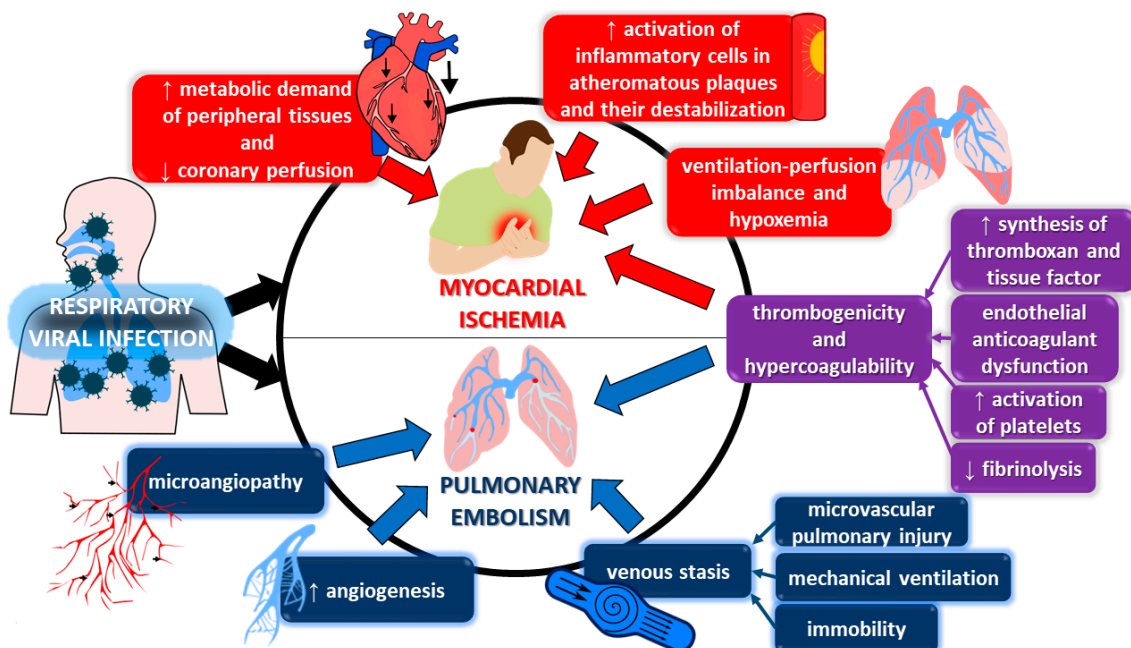 ↑ metabolic demand
of peripheral tissues
and
↓ coronary perfusion
↑ activation of
inflammatory cells in
atheromatous plaques
and their destabilization
ventilation-perfusion
imbalance and
hypoxemia
RESPIRATORY
VIRAL INFECTION
MYOCARDIAL
ISCHEMIA
thrombogenicity
and
hypercoagulability
↑ synthesis of
thromboxan and
tissue factor
endothelial
anticoagulant
dysfunction
↑ activation
of platelets
↓ fibrinolysis
PULMONARY
EMBOLISM
microangiopathy
↑ angiogenesis
venous stasis
microvascular
pulmonary injury
mechanical ventilation
immobility